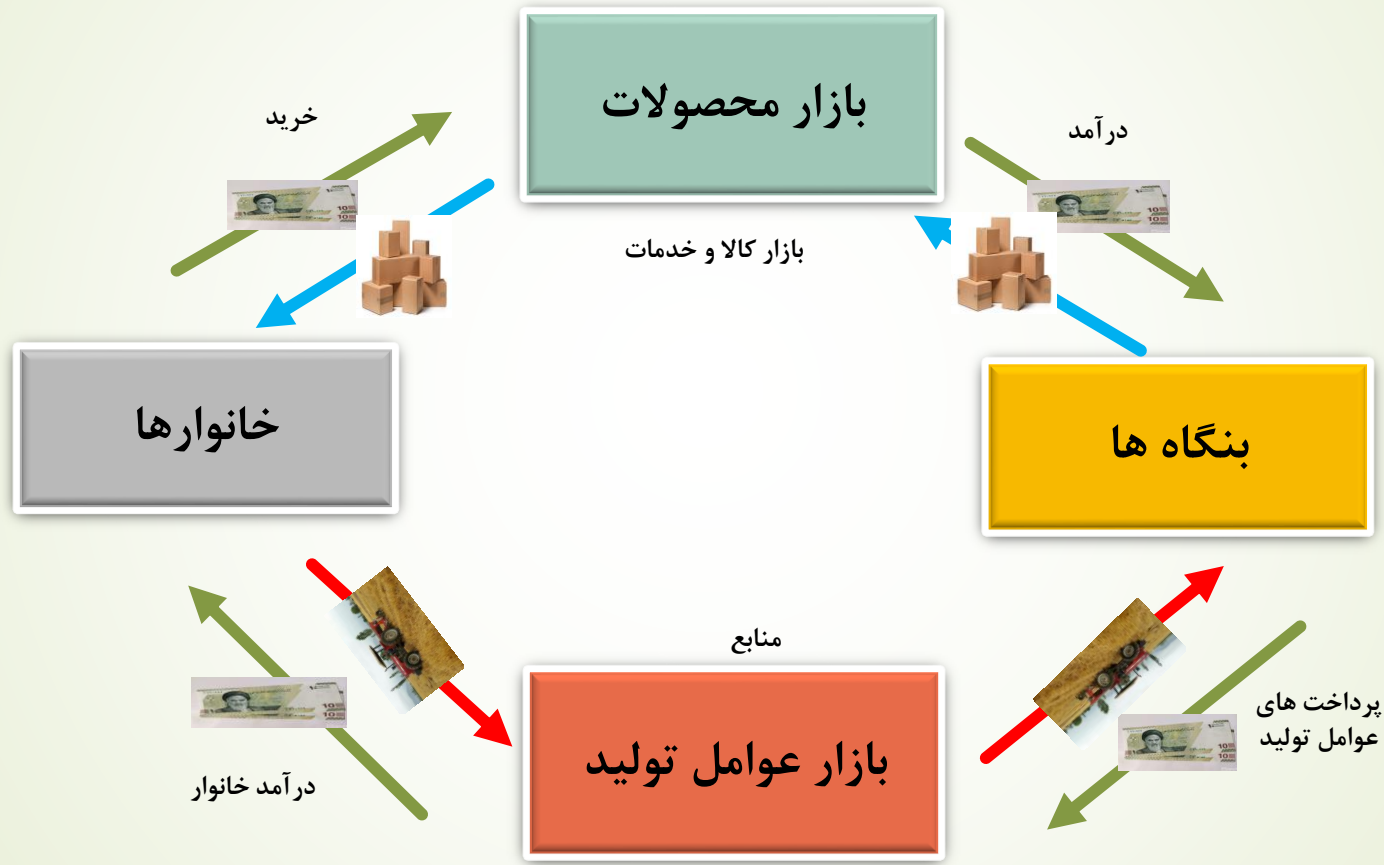 بازار محصولات
خرید
درآمد
بازار کالا و خدمات
خانوارها
بنگاه ها
منابع
بازار عوامل تولید
پرداخت های
عوامل تولید
درآمد خانوار